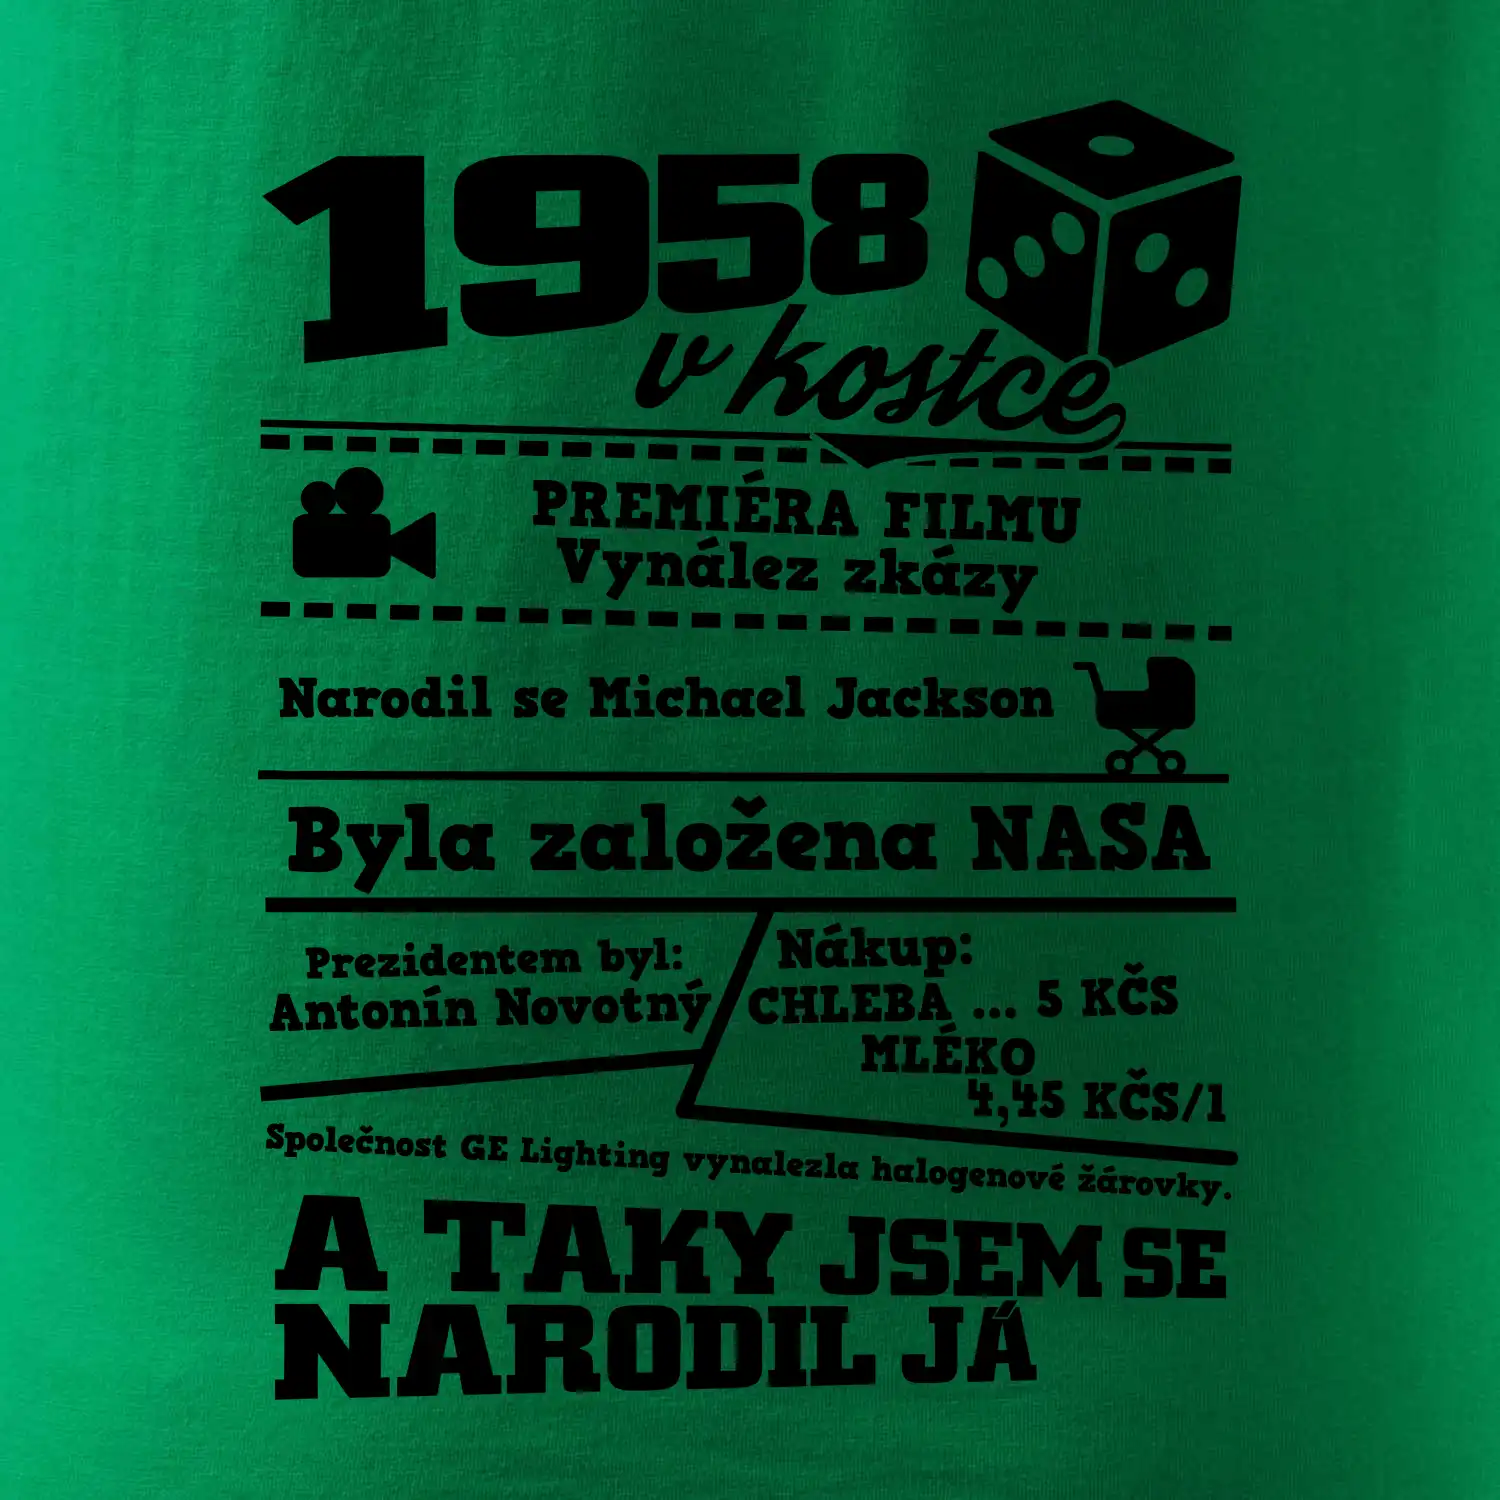 1958
v kostce
PREMIÉRA FILMU
Vynález zkázy
Narodil se Michael Jackson
Byla založena NASA
Prezidentem byl:
Antonín Novotný
Nákup:
CHLEBA ... 5 KČS
MLÉKO
4,45 KČS/l
Společnost GE Lighting vynalezla halogenové žárovky.
A TAKY JSEM SE
NARODIL JÁ